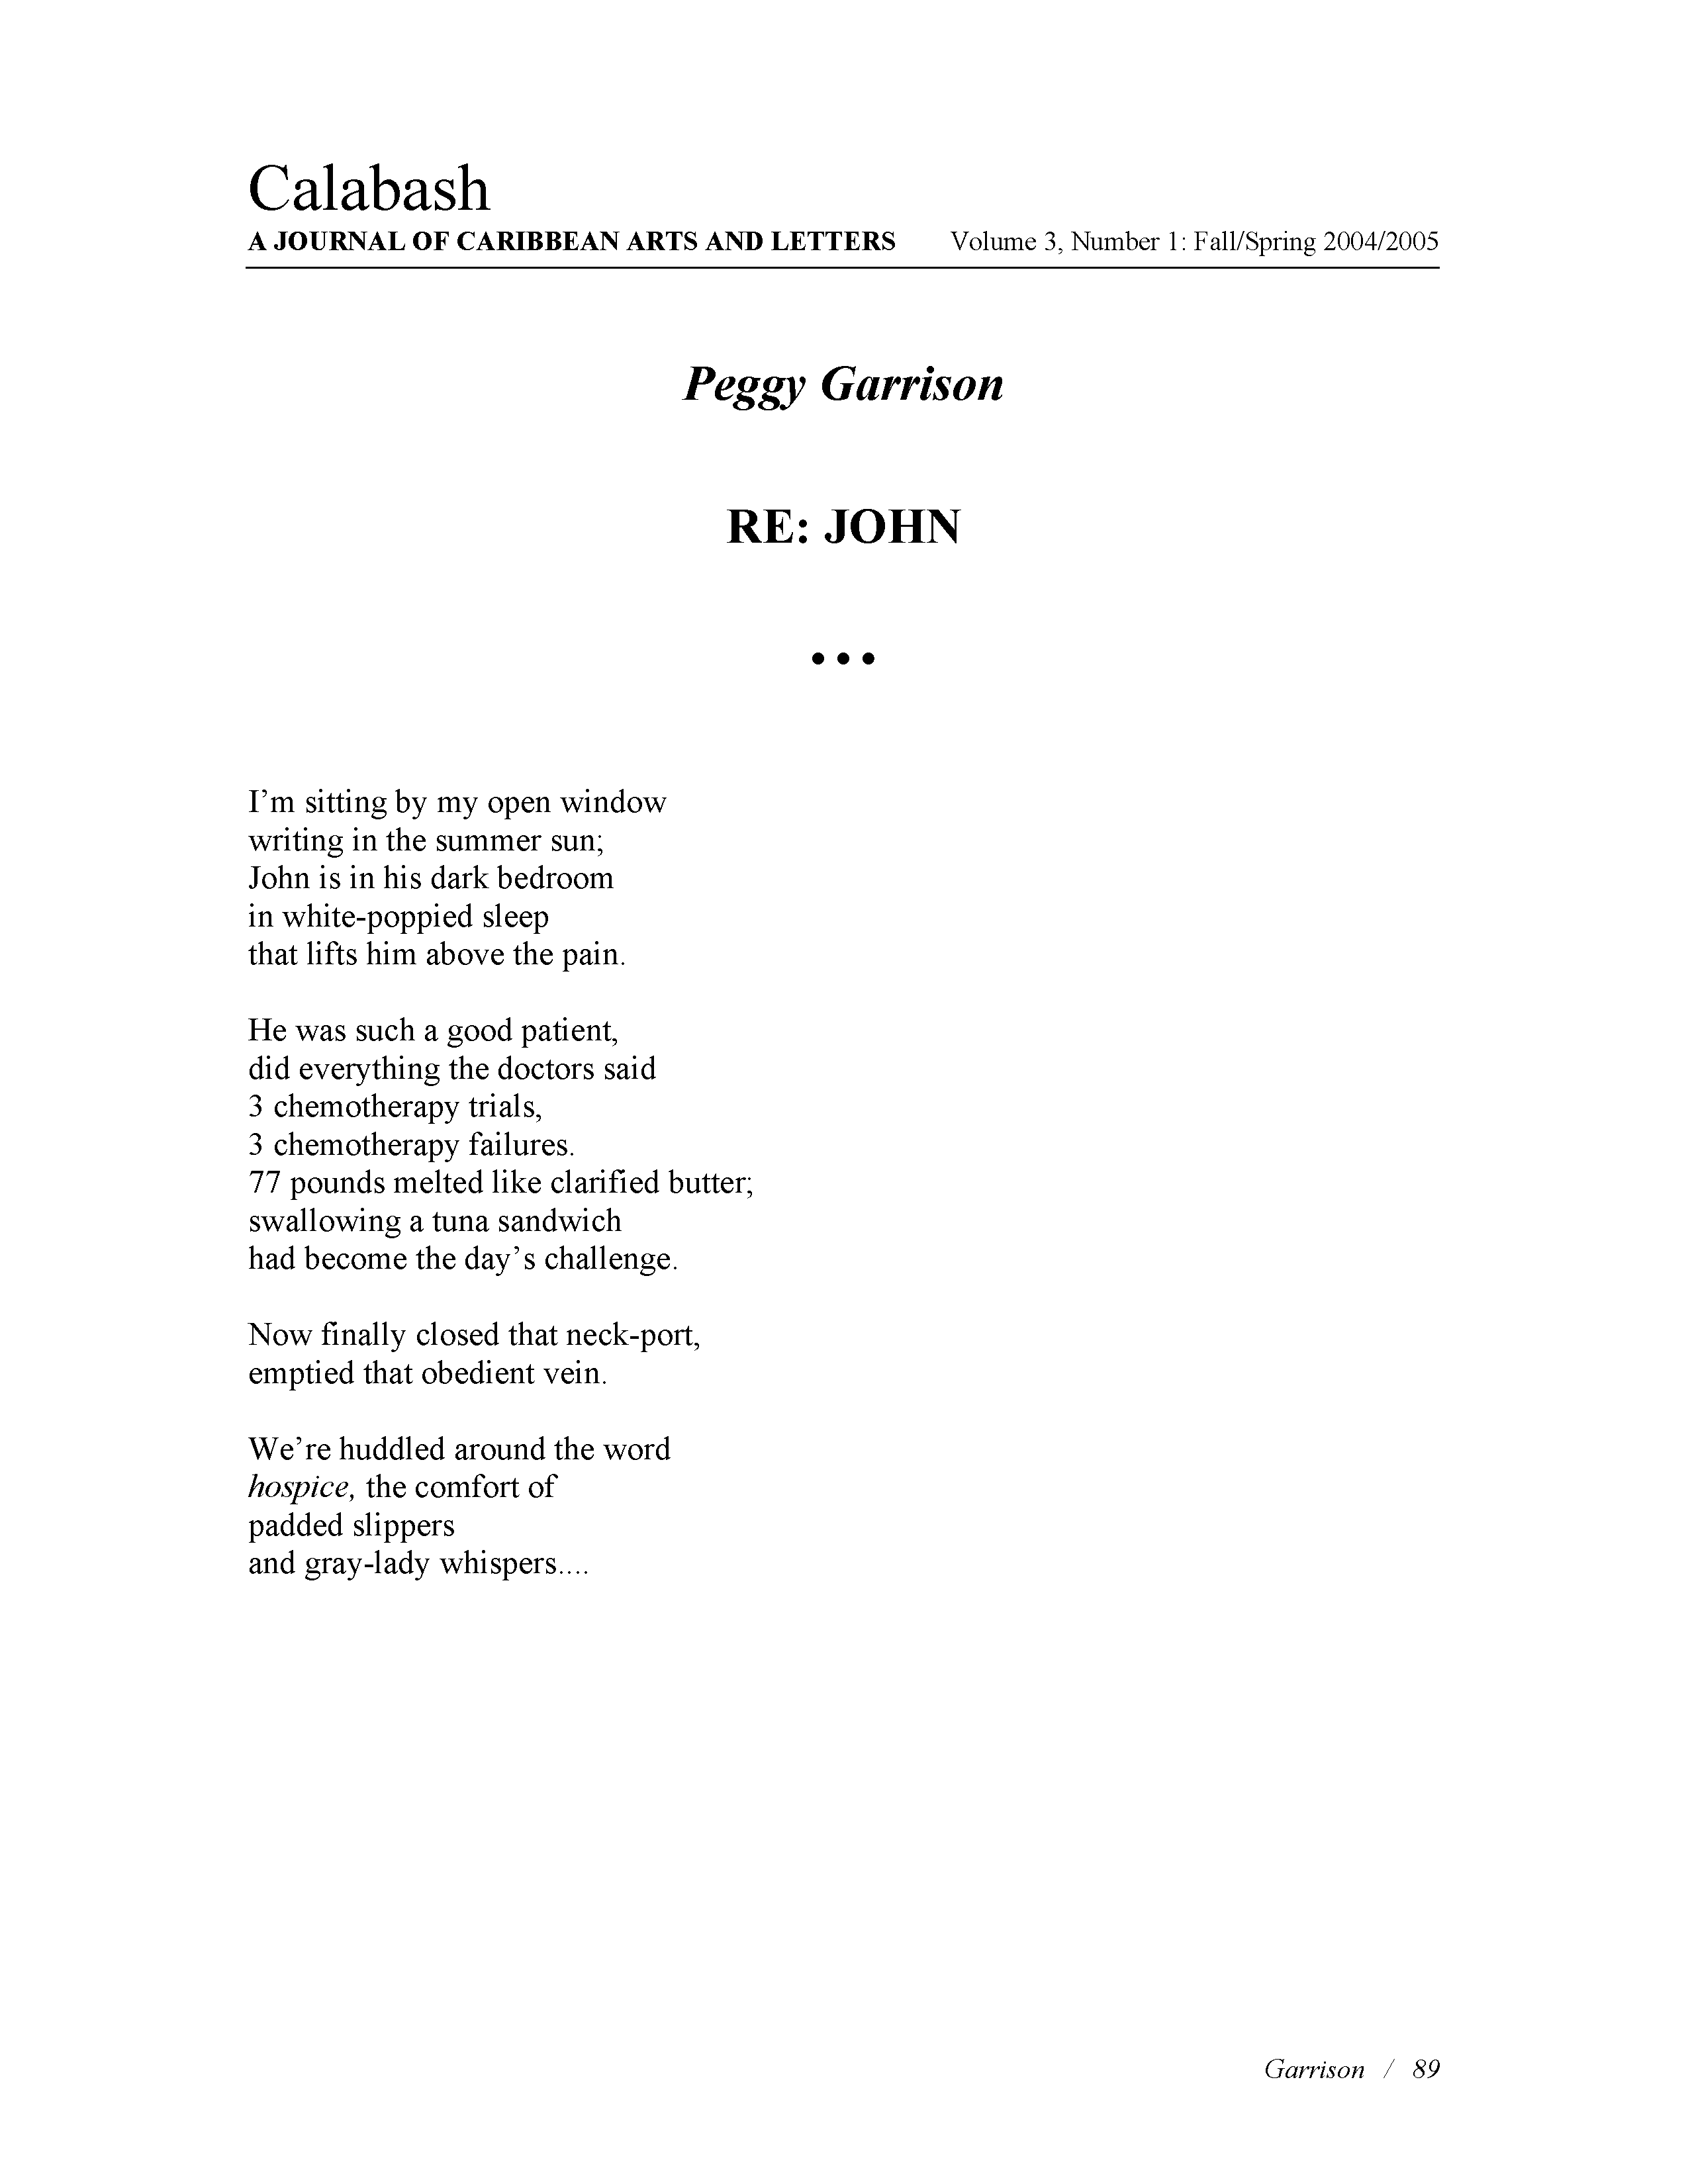 Calabash
A JOURNAL OF CARIBBEAN ARTS AND LETTERS Volume 3, Number 1: Fall/Spring 2004/2005
Peggy Garrison
RE: JOHN
• • •
I’m sitting by my open window
writing in the summer sun;
John is in his dark bedroom
in white-poppied sleep
that lifts him above the pain.
He was such a good patient,
did everything the doctors said
3 chemotherapy trials,
3 chemotherapy failures.
77 pounds melted like clarified butter;
swallowing a tuna sandwich
had become the day’s challenge.
Now finally closed that neck-port,
emptied that obedient vein.
We’re huddled around the word
hospice, the comfort of
padded slippers
and gray-lady whispers....
Garrison / 89